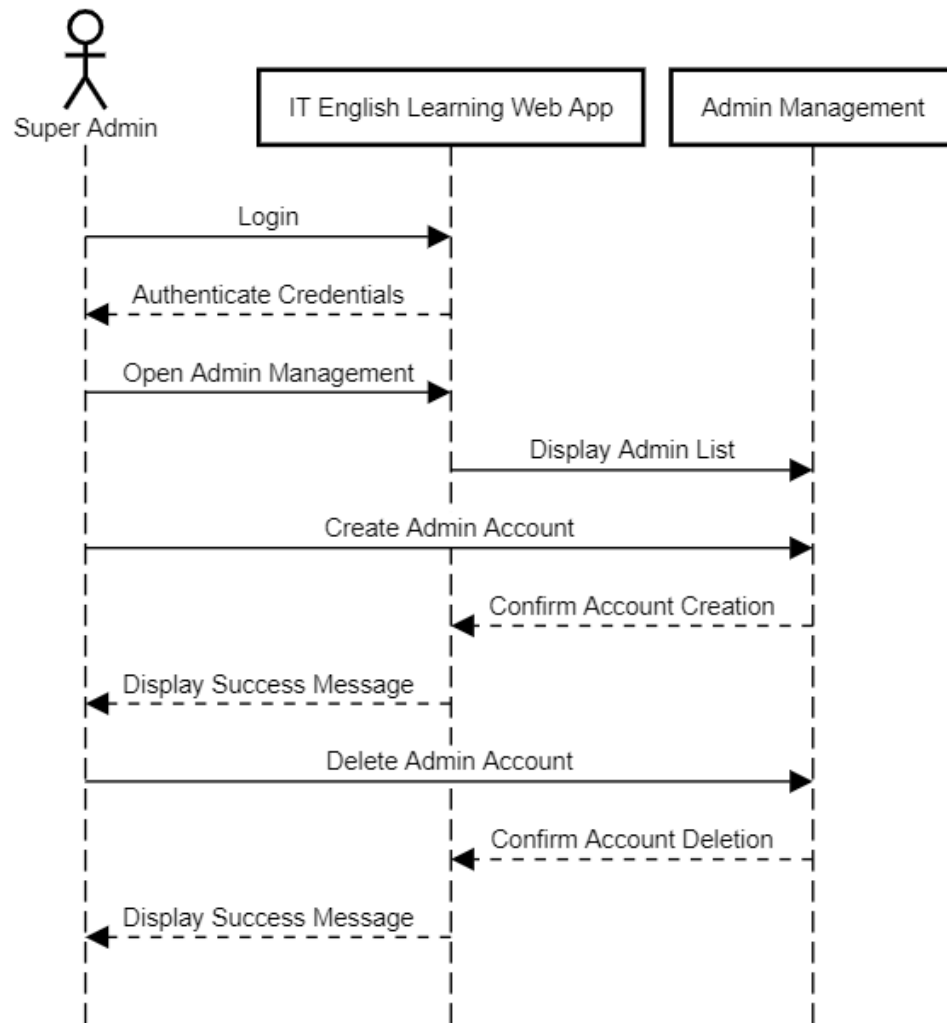 Super Admin
IT English Learning Web App
Admin Management
Login
Authenticate Credentials
Open Admin Management
Display Admin List
Create Admin Account
Confirm Account Creation
Display Success Message
Delete Admin Account
Confirm Account Deletion
Display Success Message